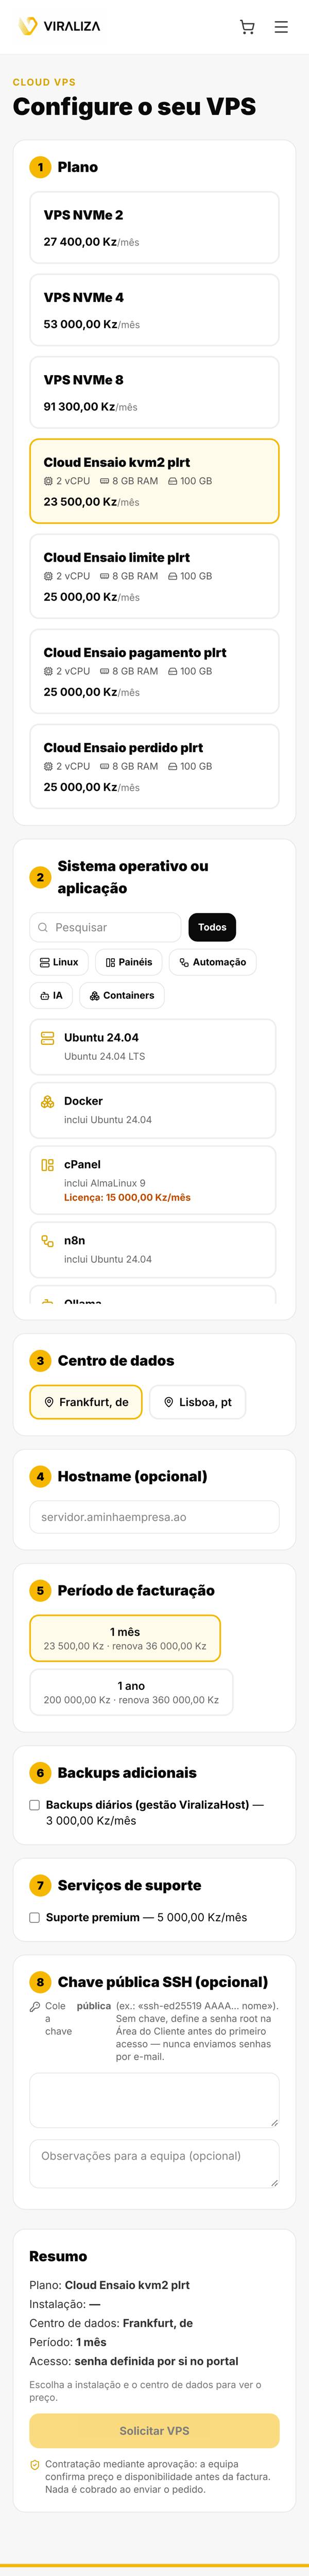 VIRALIZA
CLOUD VPS
Configure o seu VPS
1 Plano
VPS NVMe 2
27 400,00 Kz/mês
VPS NVMe 4
53 000,00 Kz/mês
VPS NVMe 8
91 300,00 Kz/mês
Cloud Ensaio kvm2 plrt
2 vCPU 8 GB RAM 100 GB
23 500,00 Kz/mês
Cloud Ensaio limite plrt
2 vCPU 8 GB RAM 100 GB
25 000,00 Kz/mês
Cloud Ensaio pagamento plrt
2 vCPU 8 GB RAM 100 GB
25 000,00 Kz/mês
Cloud Ensaio perdido plrt
2 vCPU 8 GB RAM 100 GB
25 000,00 Kz/mês
2 Sistema operativo ou
aplicação
Pesquisar Todos
Linux Painéis Automação
IA Containers
Ubuntu 24.04
Ubuntu 24.04 LTS
Docker
inclui Ubuntu 24.04
cPanel
inclui AlmaLinux 9
Licença: 15 000,00 Kz/mês
n8n
inclui Ubuntu 24.04
Ollama
3 Centro de dados
Frankfurt, de Lisboa, pt
4 Hostname (opcional)
servidor.aminhaempresa.ao
5 Período de facturação
1 mês
23 500,00 Kz · renova 36 000,00 Kz
1 ano
200 000,00 Kz · renova 360 000,00 Kz
6 Backups adicionais
Backups diários (gestão ViralizaHost) —
3 000,00 Kz/mês
7 Serviços de suporte
Suporte premium — 5 000,00 Kz/mês
8 Chave pública SSH (opcional)
Cole
a
chave
pública
(ex.: «ssh-ed25519 AAAA… nome»).
Sem chave, define a senha root na
Área do Cliente antes do primeiro
acesso — nunca enviamos senhas
por e-mail.
Observações para a equipa (opcional)
Resumo
Plano: Cloud Ensaio kvm2 plrt
Instalação: —
Centro de dados: Frankfurt, de
Período: 1 mês
Acesso: senha definida por si no portal
Escolha a instalação e o centro de dados para ver o
preço.
Solicitar VPS
Contratação mediante aprovação: a equipa
confirma preço e disponibilidade antes da factura.
Nada é cobrado ao enviar o pedido.